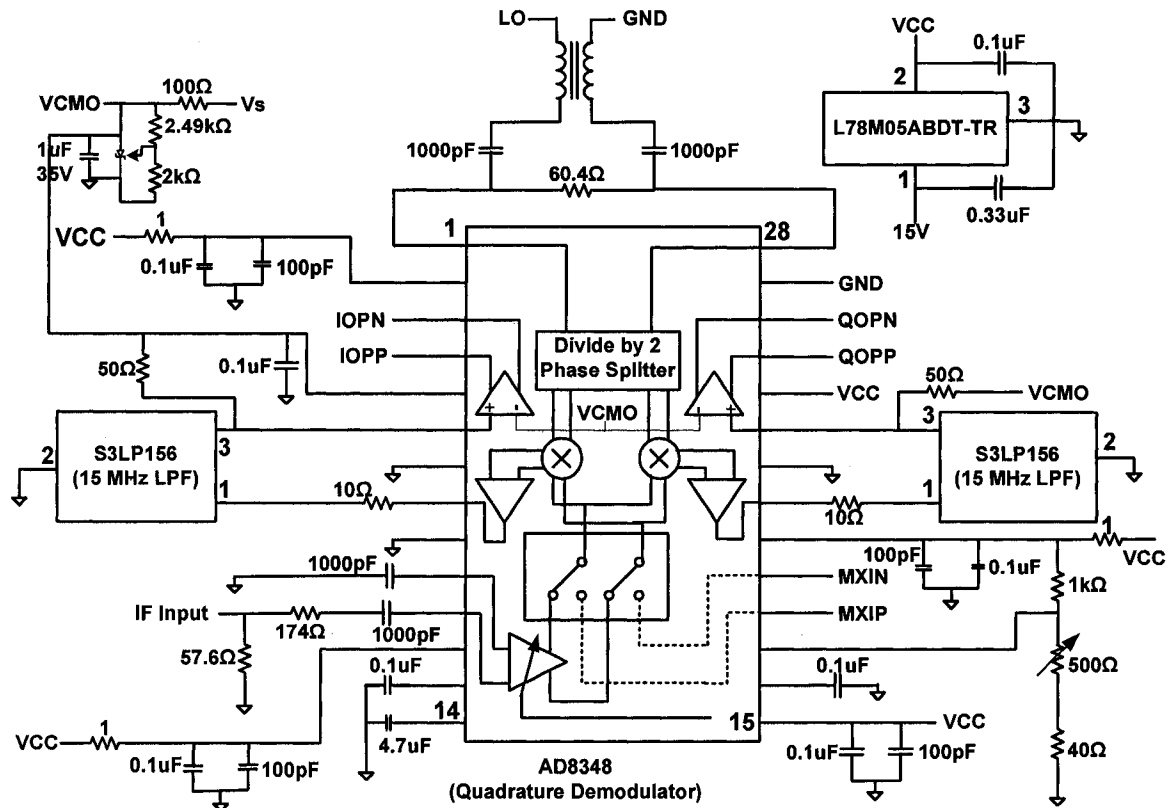 LO
GND
VCC
0.1uF
2
3
L78M05ABDT-TR
1
0.33uF
15V
100Ω
VCMO
Vs
2.49kΩ
1uF
35V
2kΩ
1000pF
1000pF
60.4Ω
1
VCC
0.1uF
100pF
1
28
GND
IOPN
QOPN
IOPP
QOPP
Divide by 2
Phase Splitter
VCC
50Ω
0.1uF
50Ω
VCMO
+
-
VCMO
-
+
2
S3LP156
(15 MHz LPF)
3
1
3
S3LP156
(15 MHz LPF)
2
1
10Ω
10Ω
1
VCC
100pF
0.1uF
1kΩ
1000pF
MXIN
IF Input
174Ω
1000pF
MXIP
57.6Ω
0.1uF
0.1uF
500Ω
14
15
4.7uF
VCC
VCC
1
0.1uF
100pF
0.1uF
100pF
40Ω
AD8348
(Quadrature Demodulator)